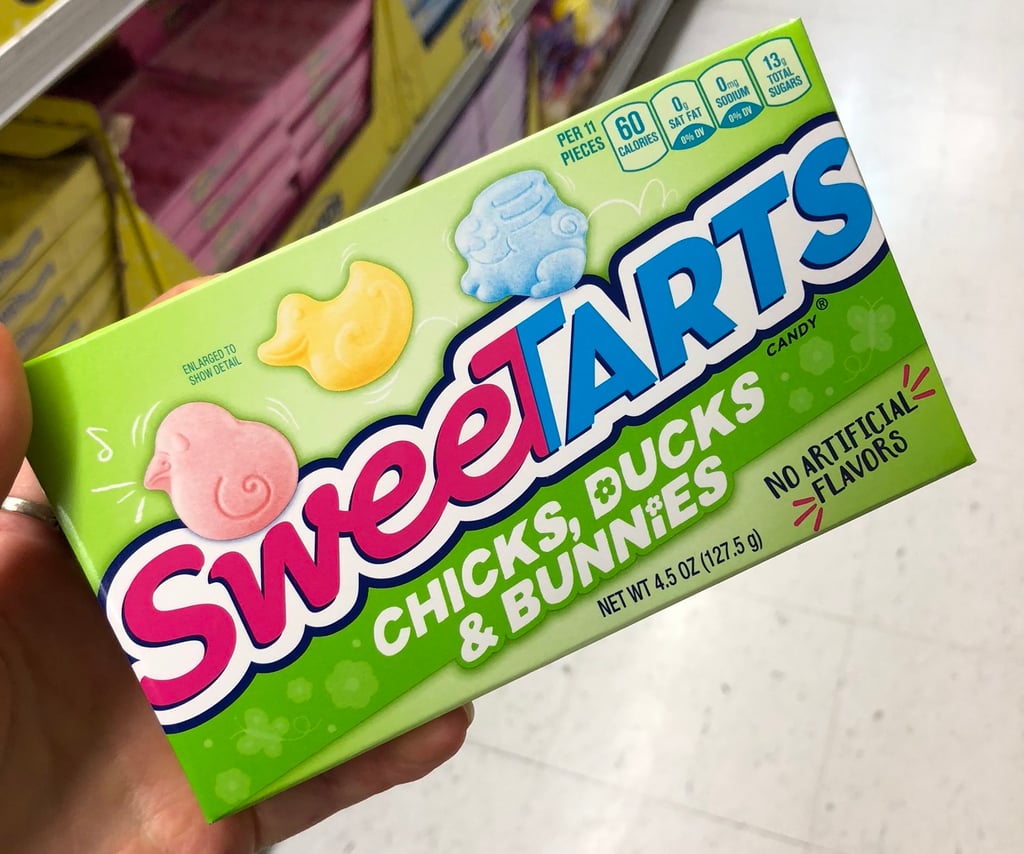 PER 11
PIECES
60
CALORIES
0g
SAT FAT
0% DV
0mg
SODIUM
0% DV
13g
TOTAL
SUGARS
ENLARGED TO
SHOW DETAIL
SweeTARTS
CANDY®
CHICKS, DUCKS
& BUNNiES
NO ARTIFICIAL
FLAVORS
NET WT 4.5 OZ (127.5 g)